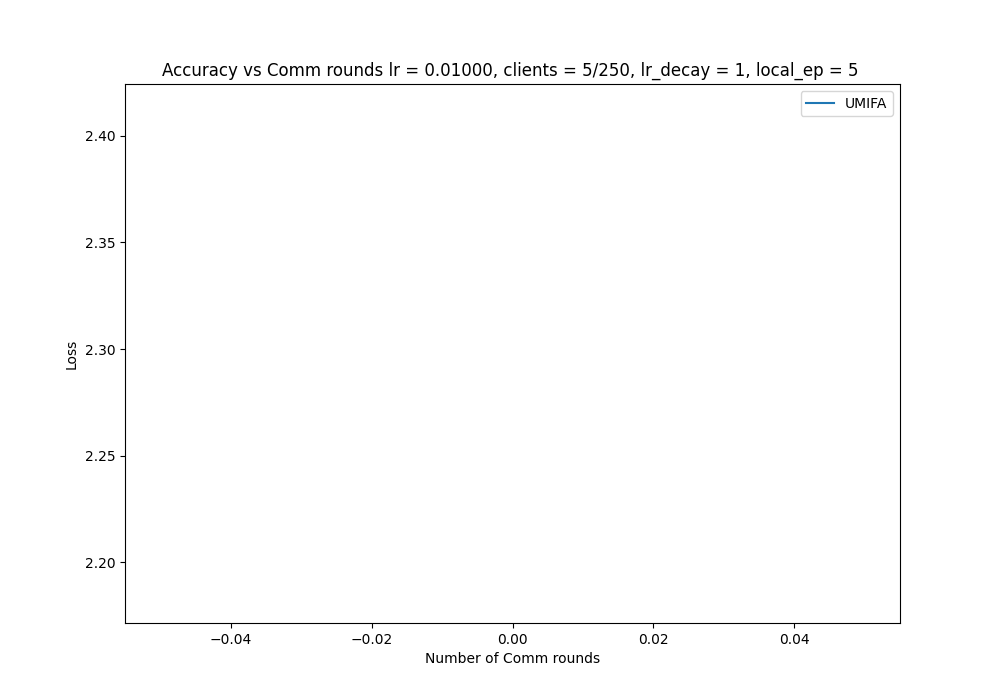 Accuracy vs Comm rounds lr = 0.01000, clients = 5/250, lr_decay = 1, local_ep = 5
UMIFA
2.40
2.35
2.30
2.25
2.20
Loss
−0.04
−0.02
0.00
0.02
0.04
Number of Comm rounds